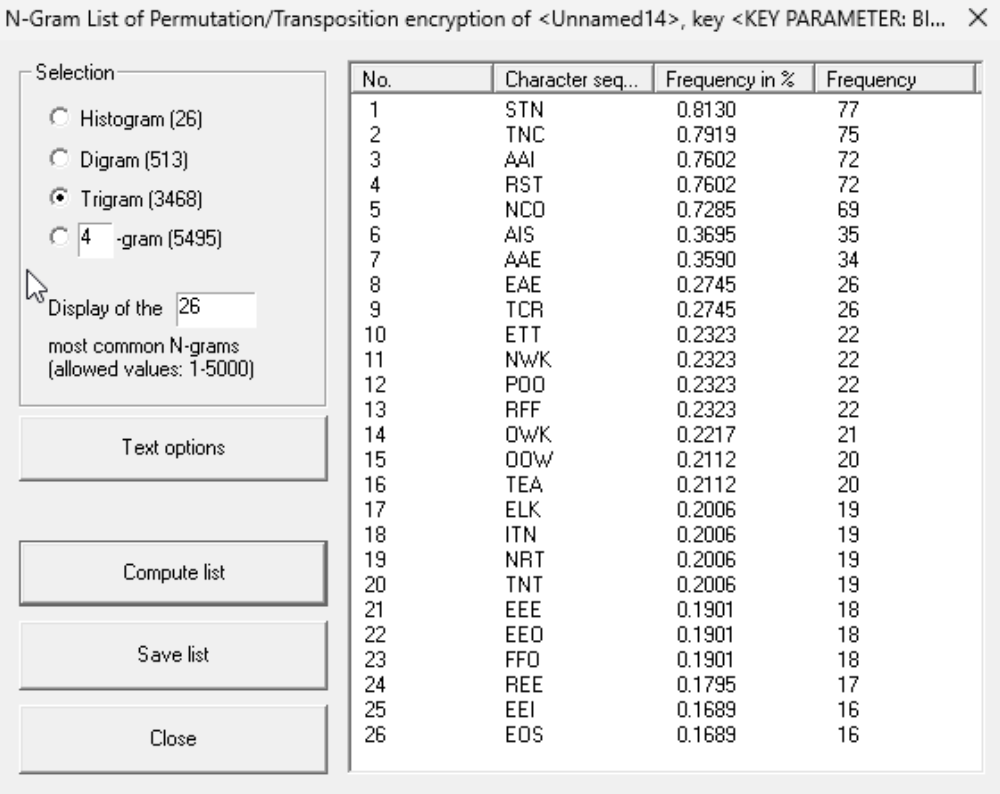 N-Gram List of Permutation/Transposition encryption of <Unnamed14>, key <KEY PARAMETER: BI...
Selection
Histogram (26)
Digram (513)
Trigram (3468)
4 -gram (5495)
Display of the 26
most common N-grams
(allowed values: 1-5000)
Text options
Compute list
Save list
Close
No. Character seq... Frequency in % Frequency
1 STN 0.8130 77
2 TNC 0.7919 75
3 AAI 0.7602 72
4 RST 0.7602 72
5 NCO 0.7285 69
6 AIS 0.3695 35
7 AAE 0.3590 34
8 EAE 0.2745 26
9 TCR 0.2745 26
10 ETT 0.2323 22
11 NWK 0.2323 22
12 POO 0.2323 22
13 RFF 0.2323 22
14 OWK 0.2217 21
15 OOW 0.2112 20
16 TEA 0.2112 20
17 ELK 0.2006 19
18 ITN 0.2006 19
19 NRT 0.2006 19
20 TNT 0.2006 19
21 EEE 0.1901 18
22 EEO 0.1901 18
23 FFO 0.1901 18
24 REE 0.1795 17
25 EEI 0.1689 16
26 EOS 0.1689 16